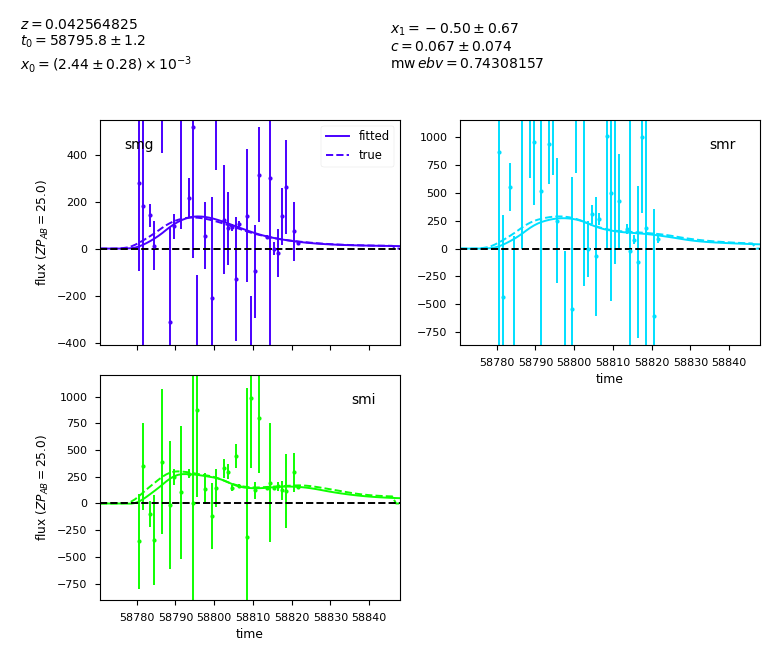 z = 0.042564825
t₀ = 58795.8 ± 1.2
x₀ = (2.44 ± 0.28) × 10⁻³
x₁ = −0.50 ± 0.67
c = 0.067 ± 0.074
mw ebv = 0.74308157
smg
fitted
true
400
200
0
−200
−400
flux (ZP_AB = 25.0)
smr
1000
750
500
250
0
−250
−500
−750
58780 58790 58800 58810 58820 58830 58840
time
smi
1000
750
500
250
0
−250
−500
−750
flux (ZP_AB = 25.0)
58780 58790 58800 58810 58820 58830 58840
time